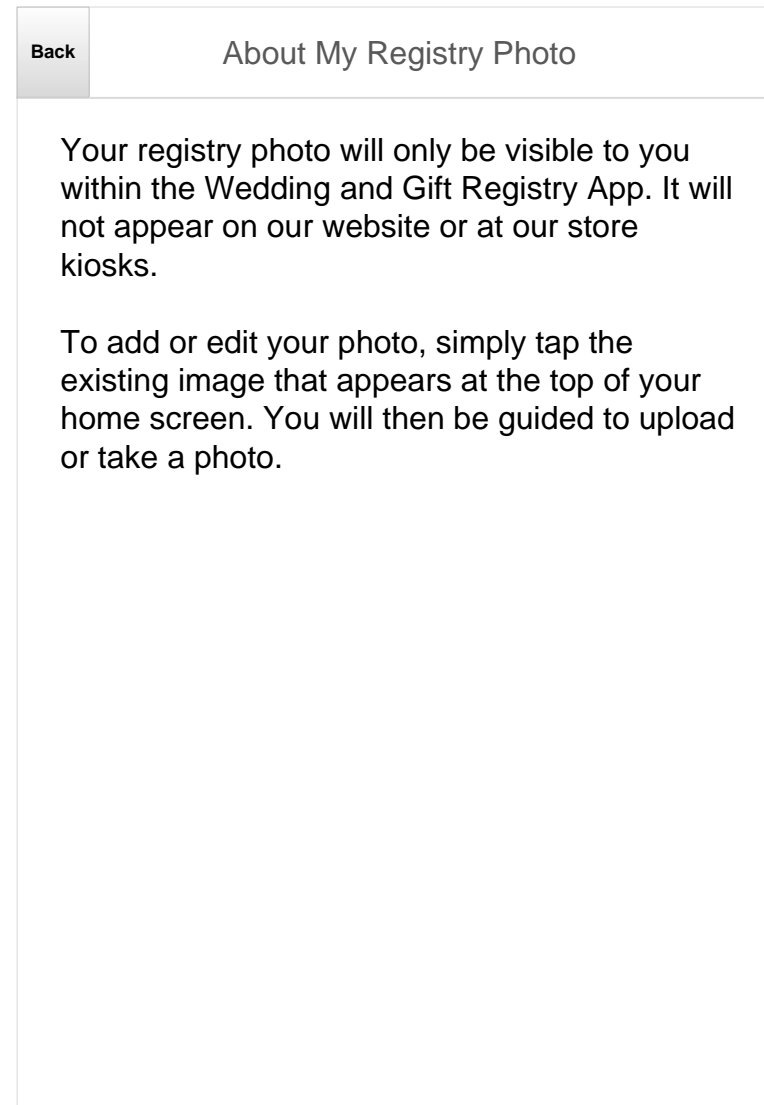 Back
About My Registry Photo
Your registry photo will only be visible to you
within the Wedding and Gift Registry App. It will
not appear on our website or at our store
kiosks.
To add or edit your photo, simply tap the
existing image that appears at the top of your
home screen. You will then be guided to upload
or take a photo.